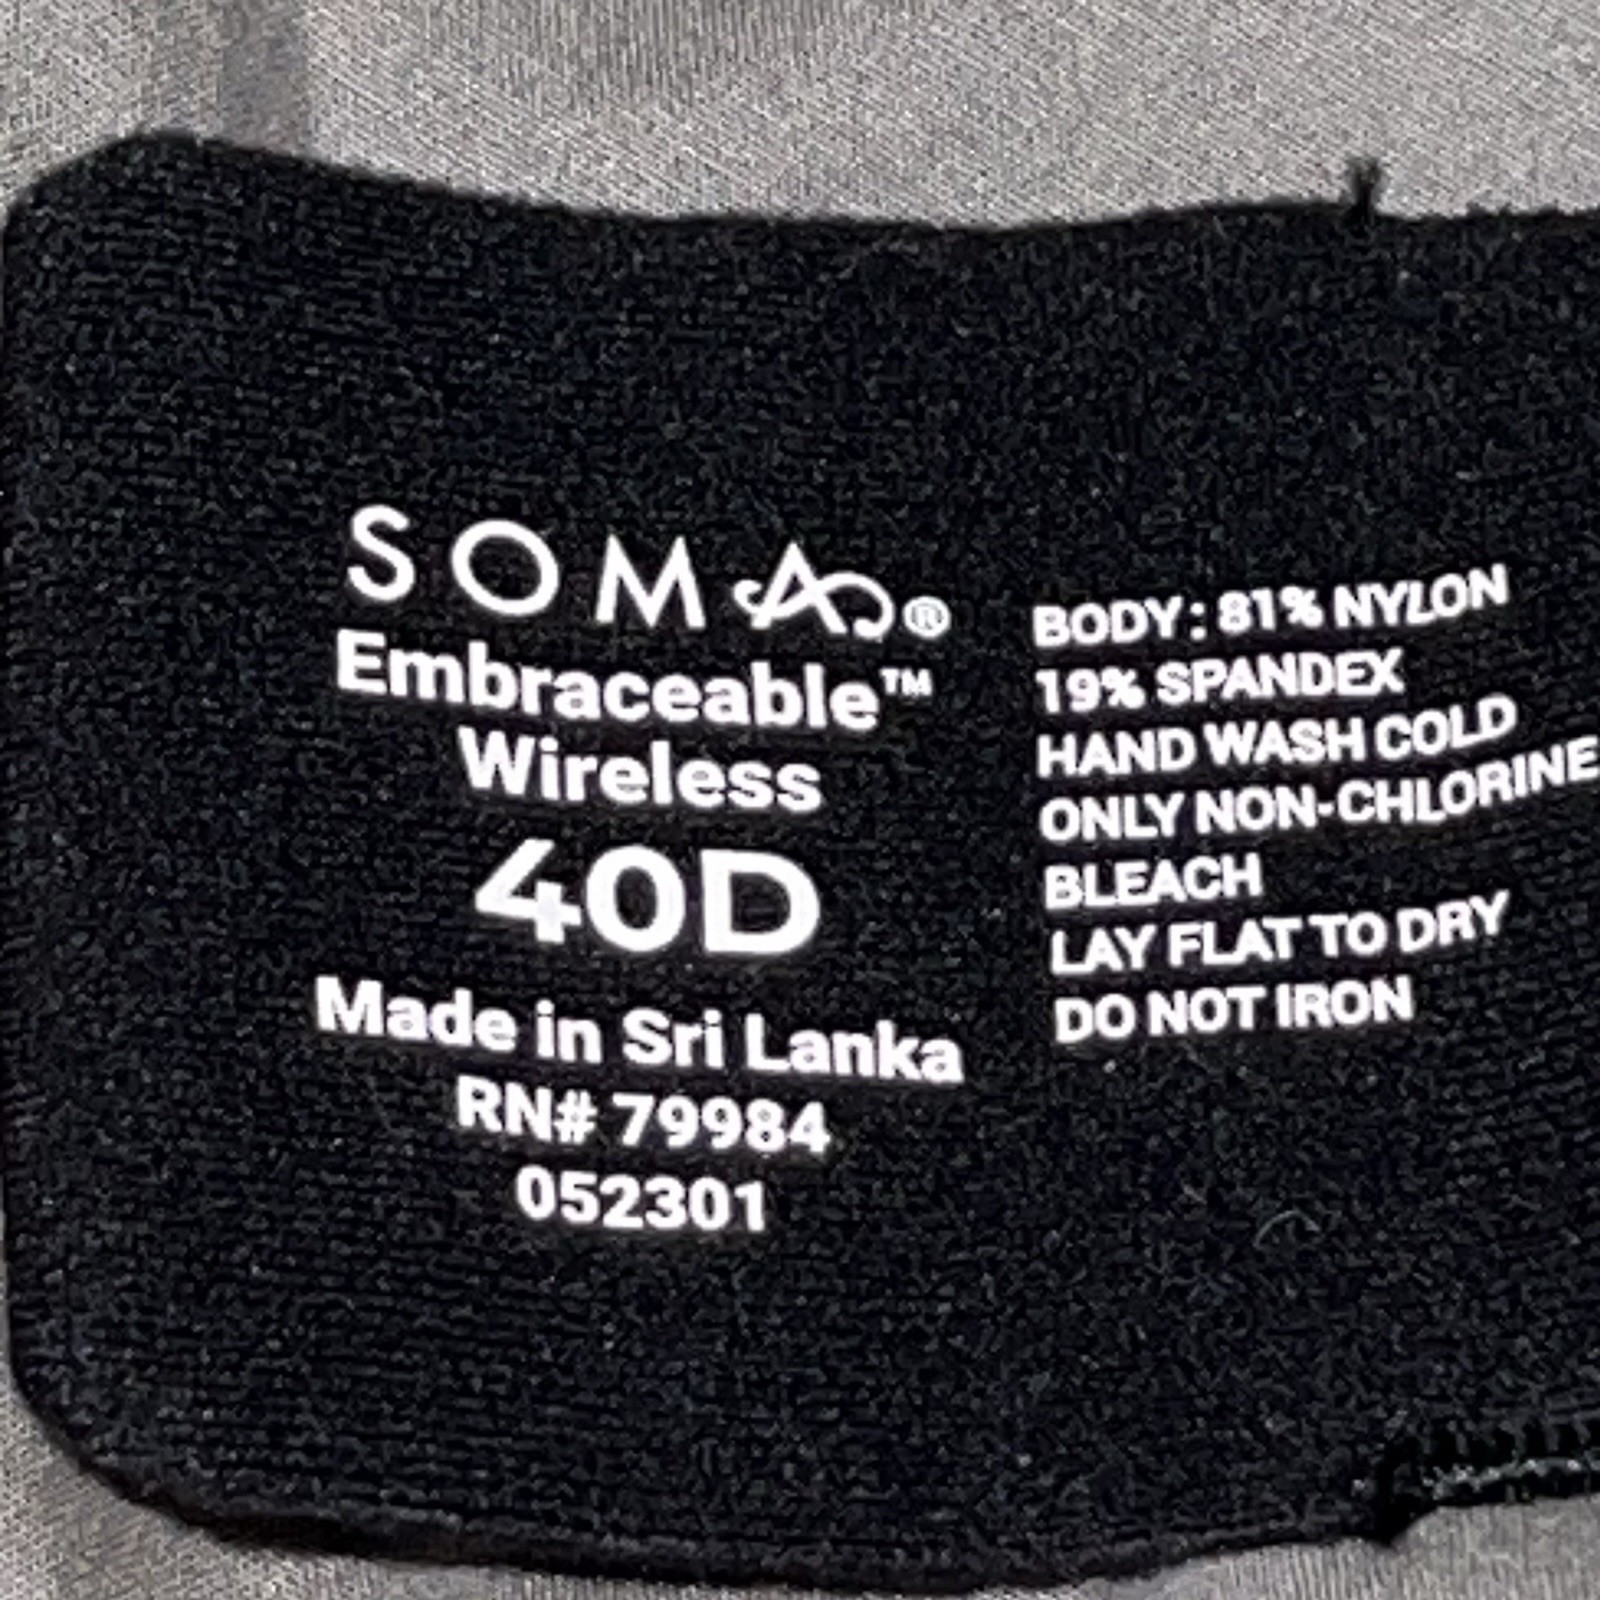 SOMA®
Embraceable™
Wireless
40D
Made in Sri Lanka
RN# 79984
052301
BODY: 81% NYLON
19% SPANDEX
HAND WASH COLD
ONLY NON-CHLORINE
BLEACH
LAY FLAT TO DRY
DO NOT IRON